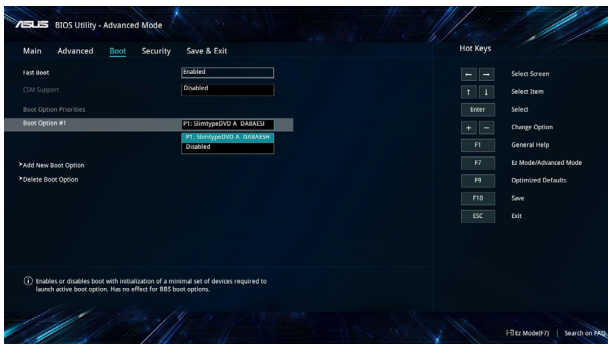 ASUS BIOS Utility - Advanced Mode
Main Advanced Boot Security Save & Exit
Hot Keys
Fast Boot Enabled
CSM Support Disabled
Boot Option Priorities
Boot Option #1 P1: SlimtypeDVD A DA8AESH
P1: SlimtypeDVD A DA8AESH
Disabled
Add New Boot Option
Delete Boot Option
← → Select Screen
↑ ↓ Select Item
Enter Select
+ − Change Option
F1 General Help
F7 Ez Mode/Advanced Mode
F9 Optimized Defaults
F10 Save
ESC Exit
Enables or disables boot with initialization of a minimal set of devices required to
launch active boot option. Has no effect for BBS boot options.
Ez Mode(F7) | Search on FAQ